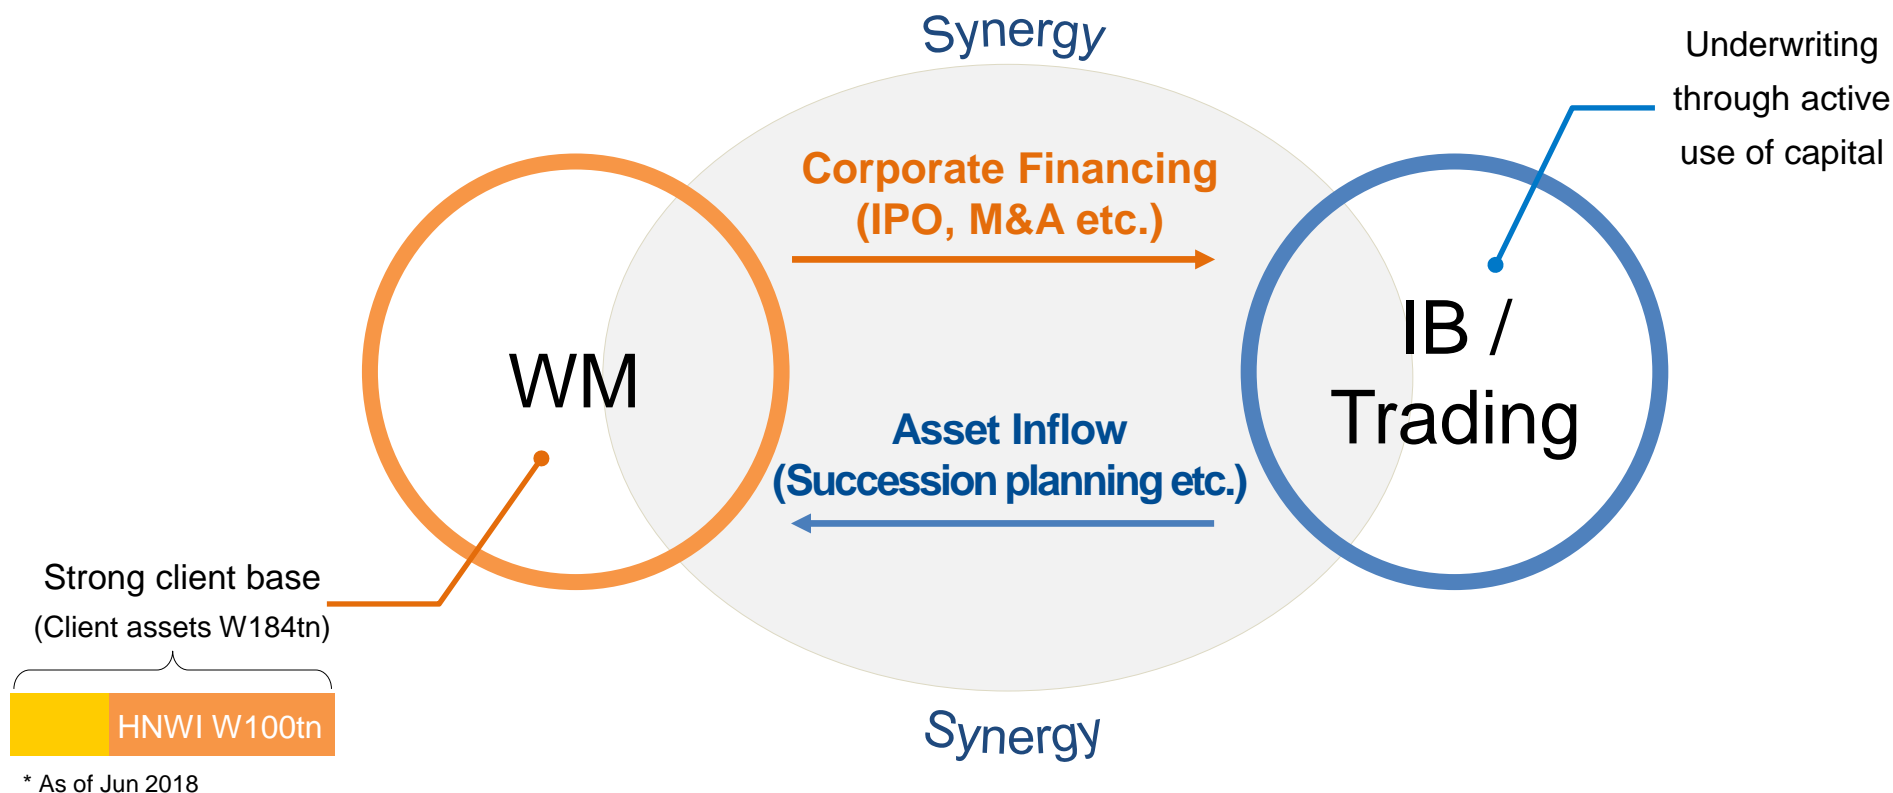 Synergy
Underwriting
through active
use of capital
Corporate Financing
(IPO, M&A etc.)
WM
IB /
Trading
Asset Inflow
(Succession planning etc.)
Strong client base
(Client assets W184tn)
HNWI W100tn
* As of Jun 2018
Synergy